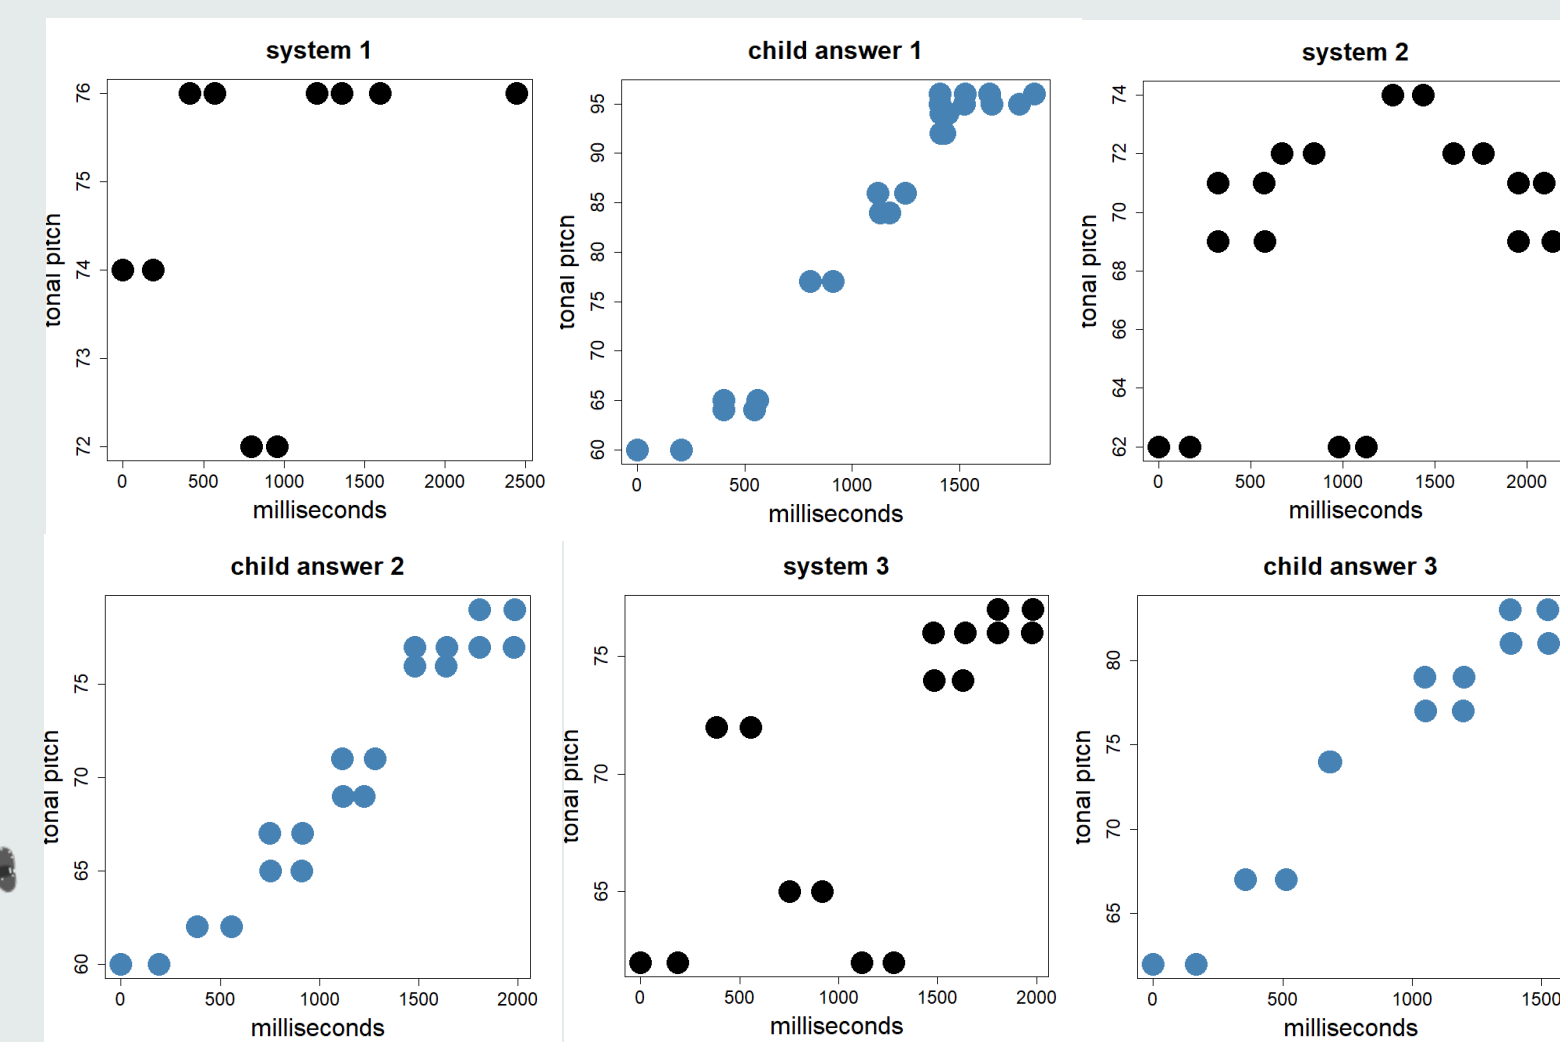 system 1
76
75
74
73
72
tonal pitch
0 500 1000 1500 2000 2500
milliseconds
child answer 1
95
90
85
80
75
70
65
60
tonal pitch
0 500 1000 1500
milliseconds
system 2
74
72
70
68
66
64
62
tonal pitch
0 500 1000 1500 2000
milliseconds
child answer 2
75
70
65
60
tonal pitch
0 500 1000 1500 2000
milliseconds
system 3
75
70
65
tonal pitch
0 500 1000 1500 2000
milliseconds
child answer 3
80
75
70
65
tonal pitch
0 500 1000 1500
milliseconds